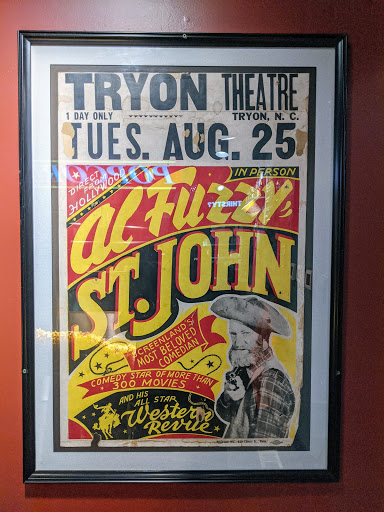 TRYON THEATRE
1 DAY ONLY TRYON, N. C.
TUES. AUG. 25
DIRECT FROM HOLLYWOOD
IN PERSON
AL FUZZY
THIRSTY?
ST. JOHN
SCREENLAND'S
MOST BELOVED
COMEDIAN
COMEDY STAR OF MORE THAN
300 MOVIES
AND HIS
ALL STAR
Western
Revue